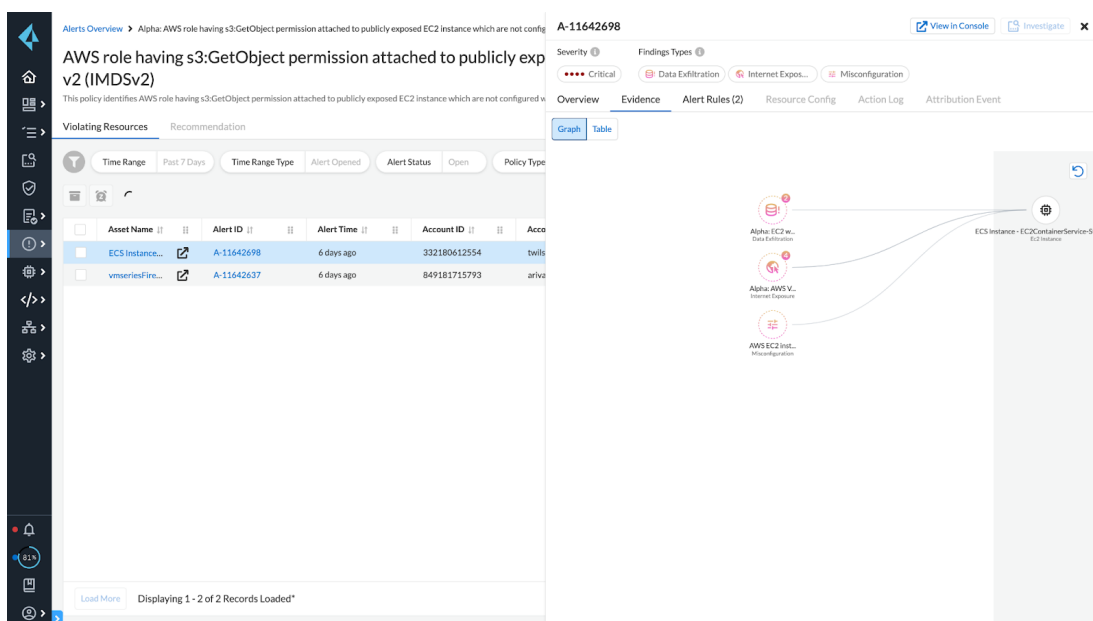 Alerts Overview > Alpha: AWS role having s3:GetObject permission attached to publicly exposed EC2 instance which are not config
AWS role having s3:GetObject permission attached to publicly exp
v2 (IMDSv2)
This policy identifies AWS role having s3:GetObject permission attached to publicly exposed EC2 instance which are not configured w
Violating Resources Recommendation
Time Range Past 7 Days Time Range Type Alert Opened Alert Status Open Policy Type
Asset Name Alert ID Alert Time Account ID Acco
ECS Instance... A-11642698 6 days ago 332180612554 twils
vmseriesFire... A-11642637 6 days ago 849181715793 ariva
Load More Displaying 1 - 2 of 2 Records Loaded*
81%
A-11642698 View in Console Investigate
Severity Findings Types
Critical Data Exfiltration Internet Expos... Misconfiguration
Overview Evidence Alert Rules (2) Resource Config Action Log Attribution Event
Graph Table
2
Alpha: EC2 w...
Data Exfiltration
4
Alpha: AWS V...
Internet Exposure
AWS EC2 inst...
Misconfiguration
ECS Instance - EC2ContainerService-S
Ec2 Instance